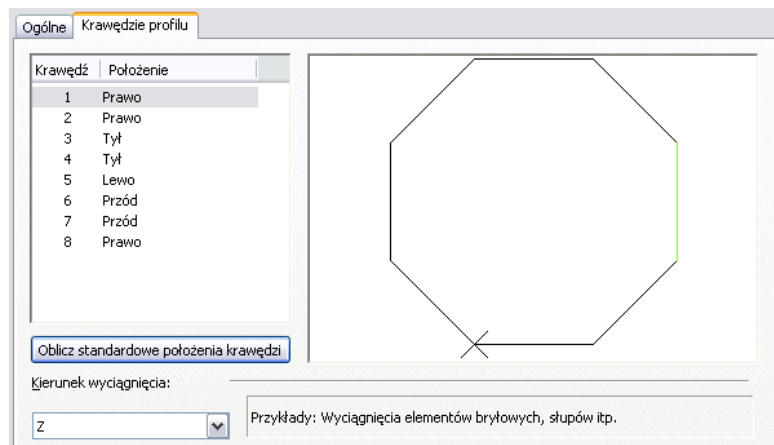 Ogólne Krawędzie profilu
Krawędź Położenie
1 Prawo
2 Prawo
3 Tył
4 Tył
5 Lewo
6 Przód
7 Przód
8 Prawo
Oblicz standardowe położenia krawędzi
Kierunek wyciągnięcia:
Z
Przykłady: Wyciągnięcia elementów bryłowych, słupów itp.